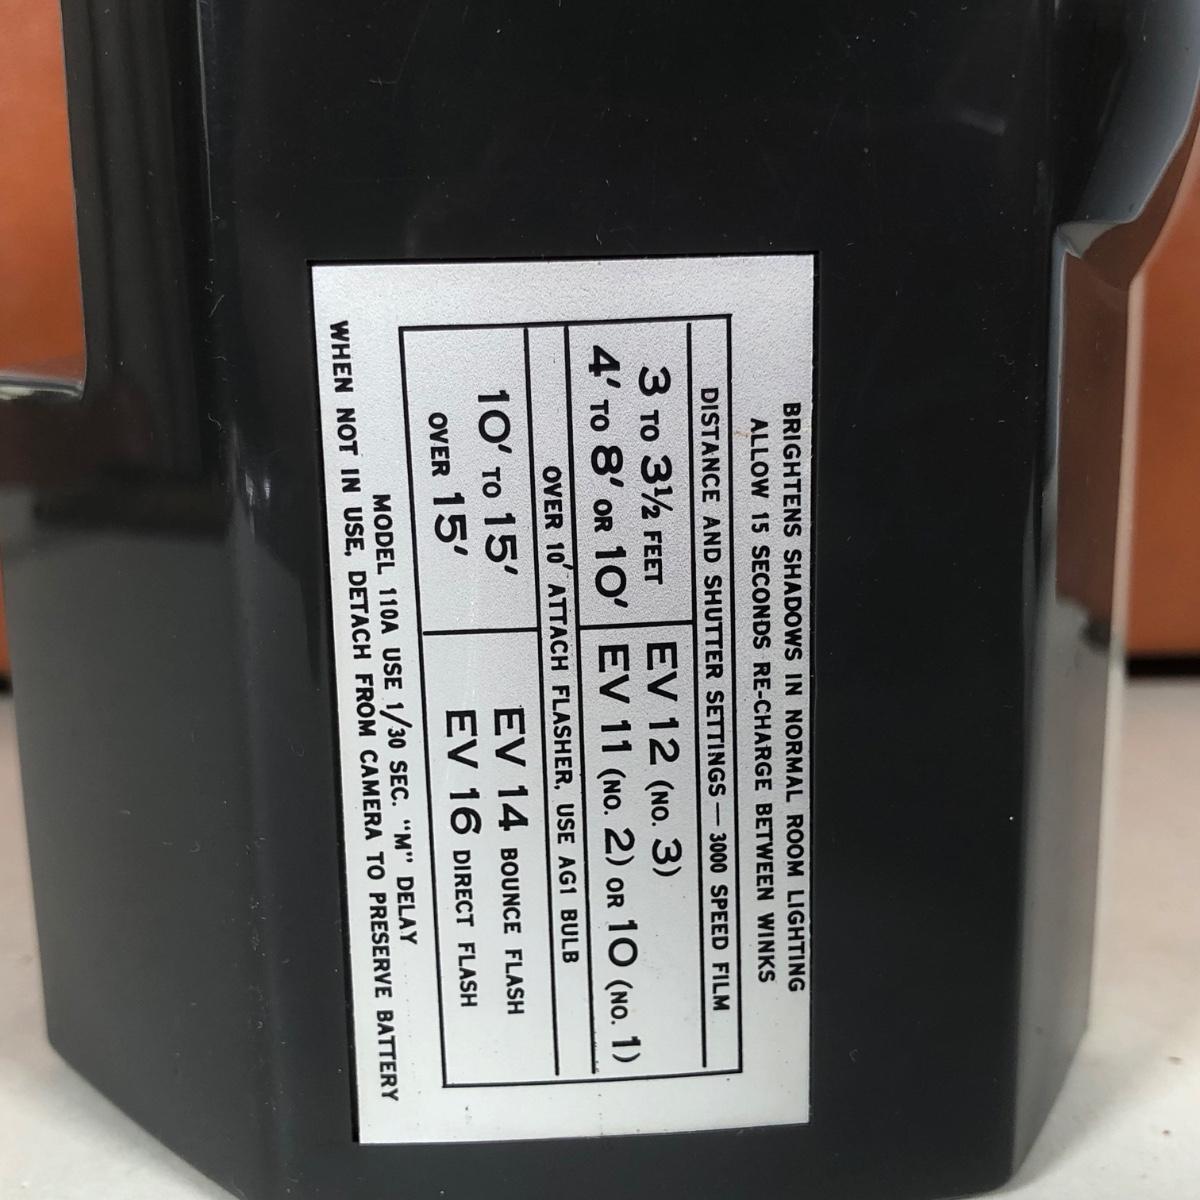 BRIGHTENS SHADOWS IN NORMAL ROOM LIGHTING
ALLOW 15 SECONDS RE-CHARGE BETWEEN WINKS
DISTANCE AND SHUTTER SETTINGS — 3000 SPEED FILM
3 TO 3½ FEET EV 12 (NO. 3)
4' TO 8' OR 10' EV 11 (NO. 2) OR 10 (NO. 1)
OVER 10' ATTACH FLASHER, USE AG1 BULB
10' TO 15' EV 14 BOUNCE FLASH
OVER 15' EV 16 DIRECT FLASH
MODEL 110A USE 1/30 SEC. "M" DELAY
WHEN NOT IN USE, DETACH FROM CAMERA TO PRESERVE BATTERY